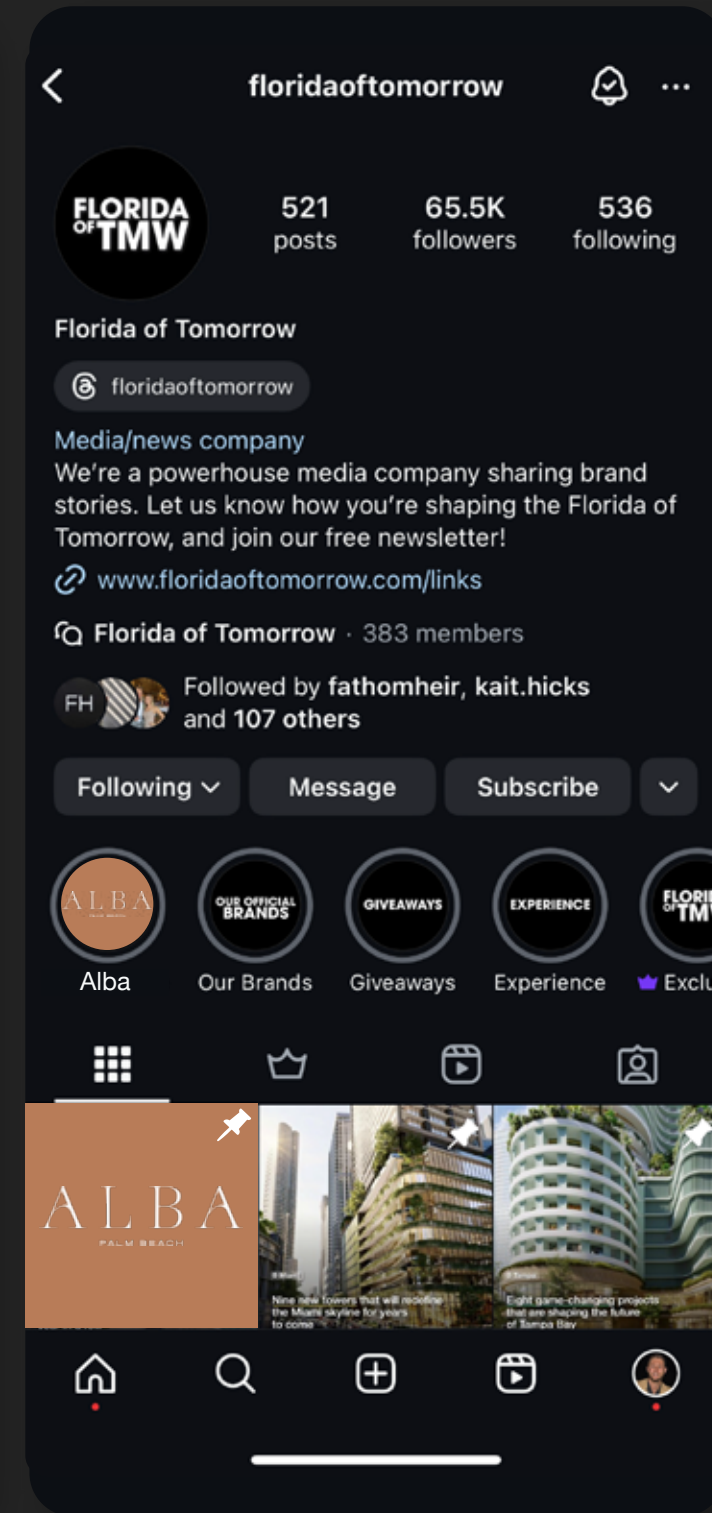 floridaoftomorrow
FLORIDA
OF TMW
521
posts
65.5K
followers
536
following
Florida of Tomorrow
floridaoftomorrow
Media/news company
We're a powerhouse media company sharing brand
stories. Let us know how you're shaping the Florida of
Tomorrow, and join our free newsletter!
www.floridaoftomorrow.com/links
Florida of Tomorrow · 383 members
FH
Followed by fathomheir, kait.hicks
and 107 others
Following
Message
Subscribe
ALBA
PALM BEACH
OUR OFFICIAL
BRANDS
GIVEAWAYS
EXPERIENCE
Alba
Our Brands
Giveaways
Experience
ALBA
PALM BEACH
Nine new towers that will redefine
the Miami skyline for years
to come
Eight game-changing projects
that are shaping the future
of Tampa Bay